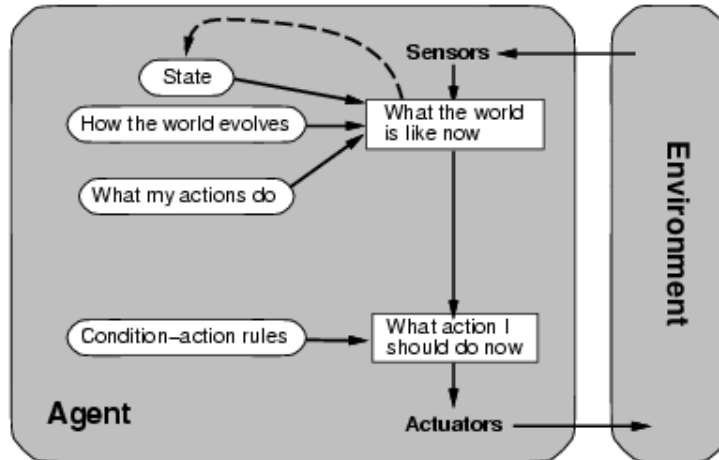 Sensors
State
What the world
is like now
How the world evolves
What my actions do
Environment
Condition–action rules
What action I
should do now
Agent
Actuators